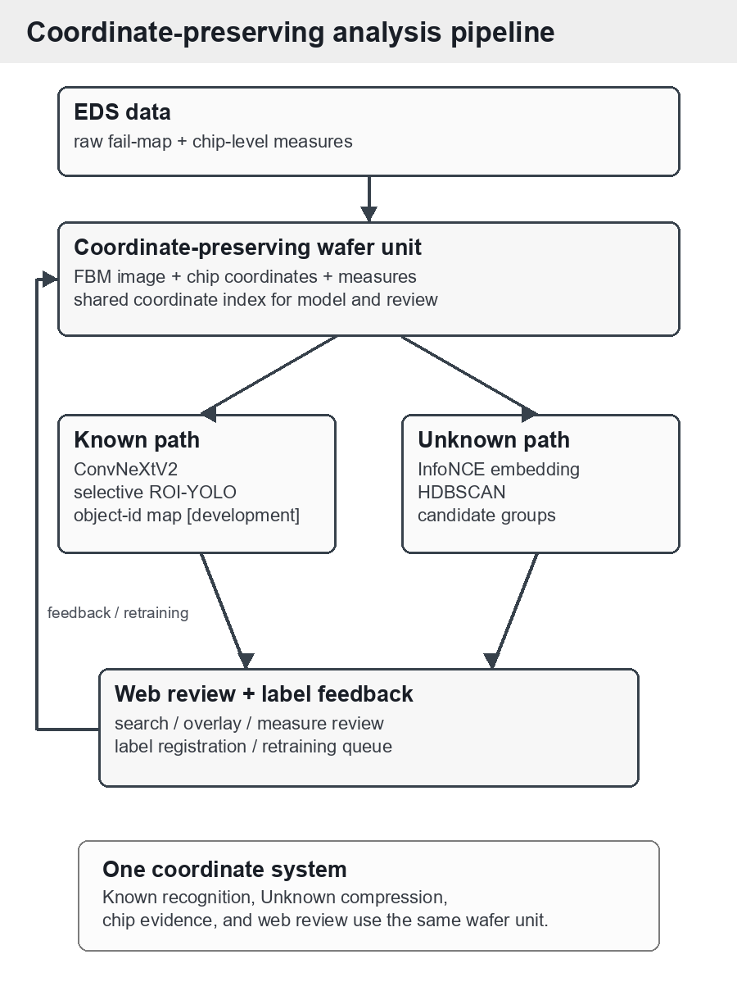 Coordinate-preserving analysis pipeline
EDS data
raw fail-map + chip-level measures
Coordinate-preserving wafer unit
FBM image + chip coordinates + measures
shared coordinate index for model and review
Known path
ConvNeXtV2
selective ROI-YOLO
object-id map [development]
Unknown path
InfoNCE embedding
HDBSCAN
candidate groups
feedback / retraining
Web review + label feedback
search / overlay / measure review
label registration / retraining queue
One coordinate system
Known recognition, Unknown compression,
chip evidence, and web review use the same wafer unit.